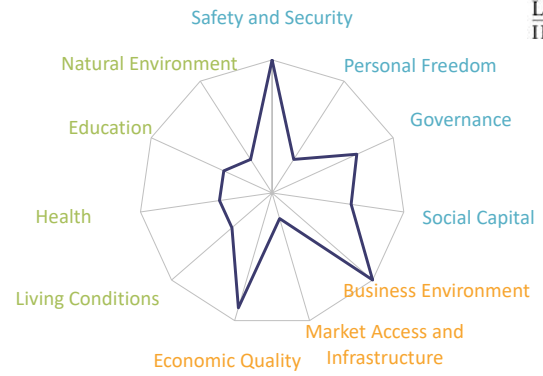 Safety and Security
Natural Environment
Personal Freedom
Education
Governance
Health
Social Capital
Living Conditions
Business Environment
Market Access and
Infrastructure
Economic Quality